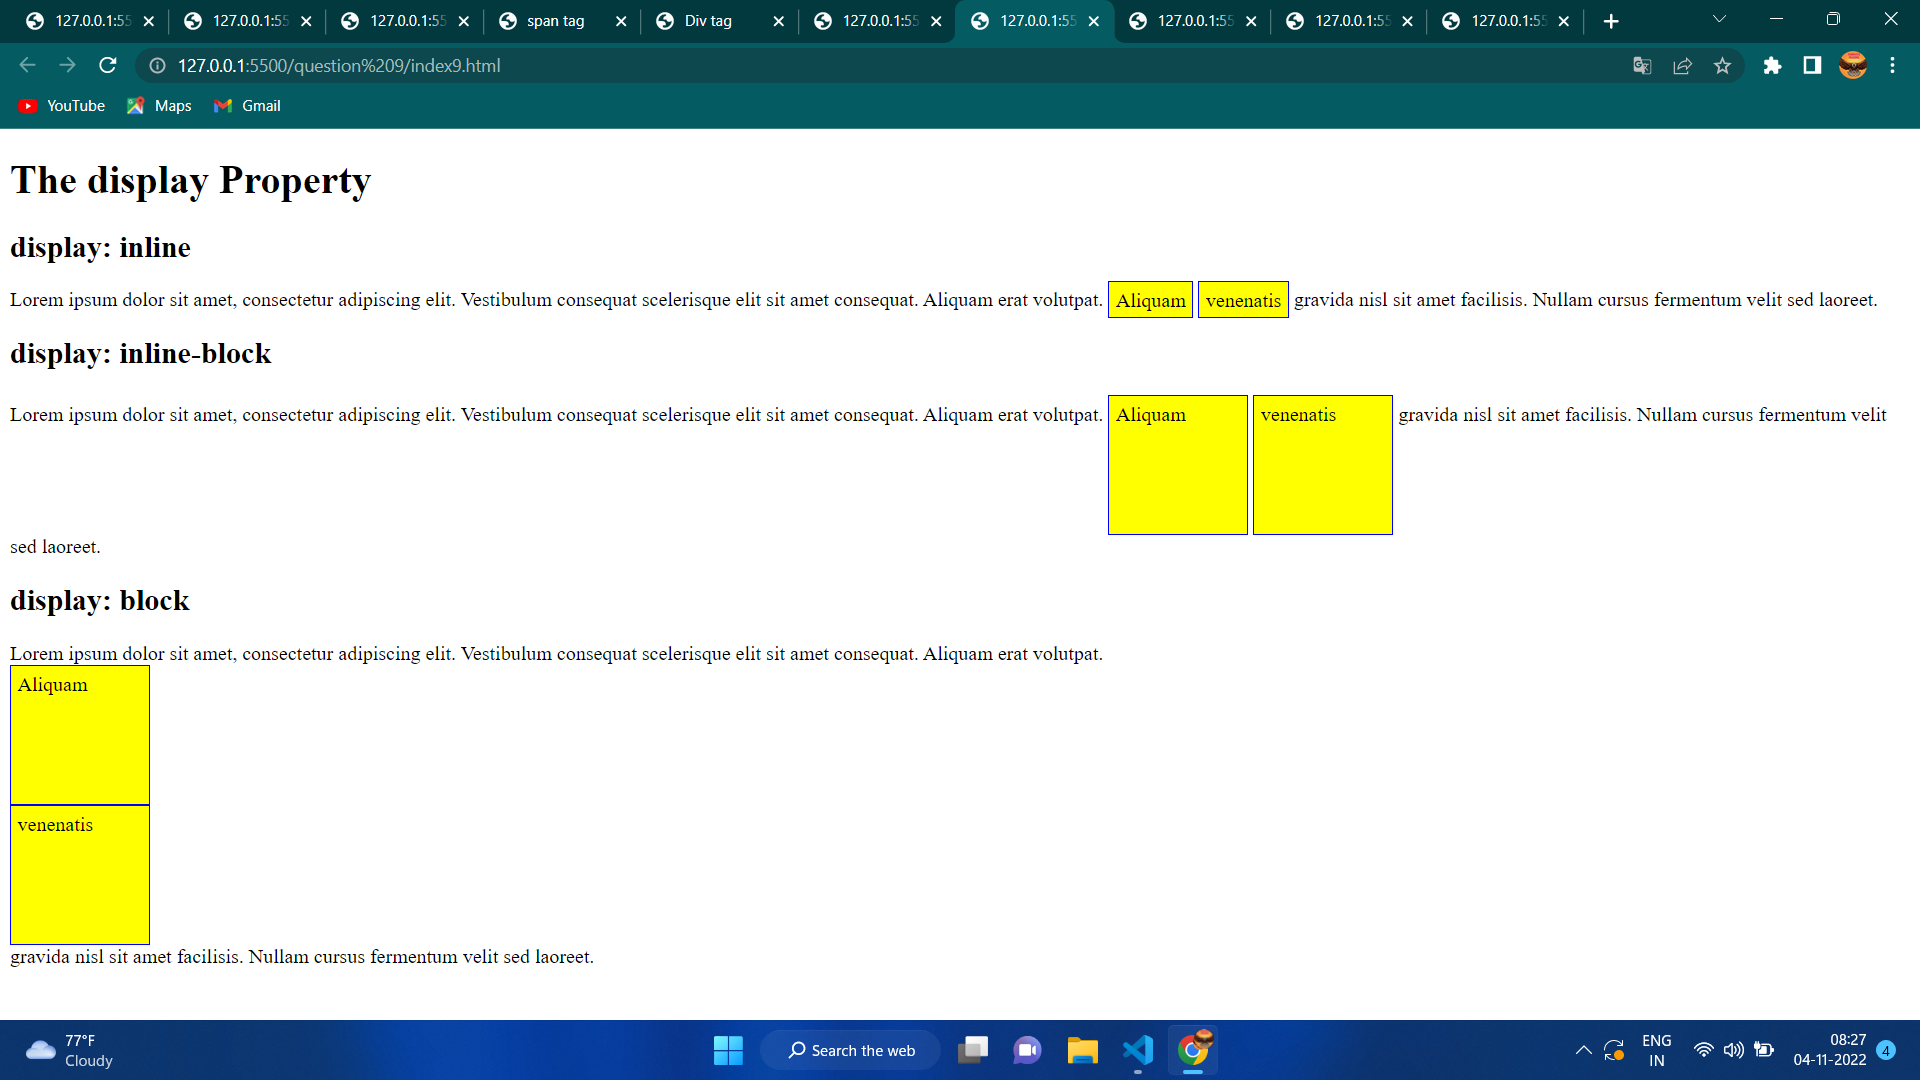 127.0.0.1:55 127.0.0.1:55 127.0.0.1:55 span tag Div tag 127.0.0.1:55 127.0.0.1:55 127.0.0.1:55 127.0.0.1:55 127.0.0.1:55
127.0.0.1:5500/question%209/index9.html
YouTube Maps Gmail
The display Property
display: inline
Lorem ipsum dolor sit amet, consectetur adipiscing elit. Vestibulum consequat scelerisque elit sit amet consequat. Aliquam erat volutpat. Aliquam venenatis gravida nisl sit amet facilisis. Nullam cursus fermentum velit sed laoreet.
display: inline-block
Lorem ipsum dolor sit amet, consectetur adipiscing elit. Vestibulum consequat scelerisque elit sit amet consequat. Aliquam erat volutpat. Aliquam venenatis gravida nisl sit amet facilisis. Nullam cursus fermentum velit
sed laoreet.
display: block
Lorem ipsum dolor sit amet, consectetur adipiscing elit. Vestibulum consequat scelerisque elit sit amet consequat. Aliquam erat volutpat.
Aliquam
venenatis
gravida nisl sit amet facilisis. Nullam cursus fermentum velit sed laoreet.
77°F
Cloudy
Search the web
ENG
IN
08:27
04-11-2022
4